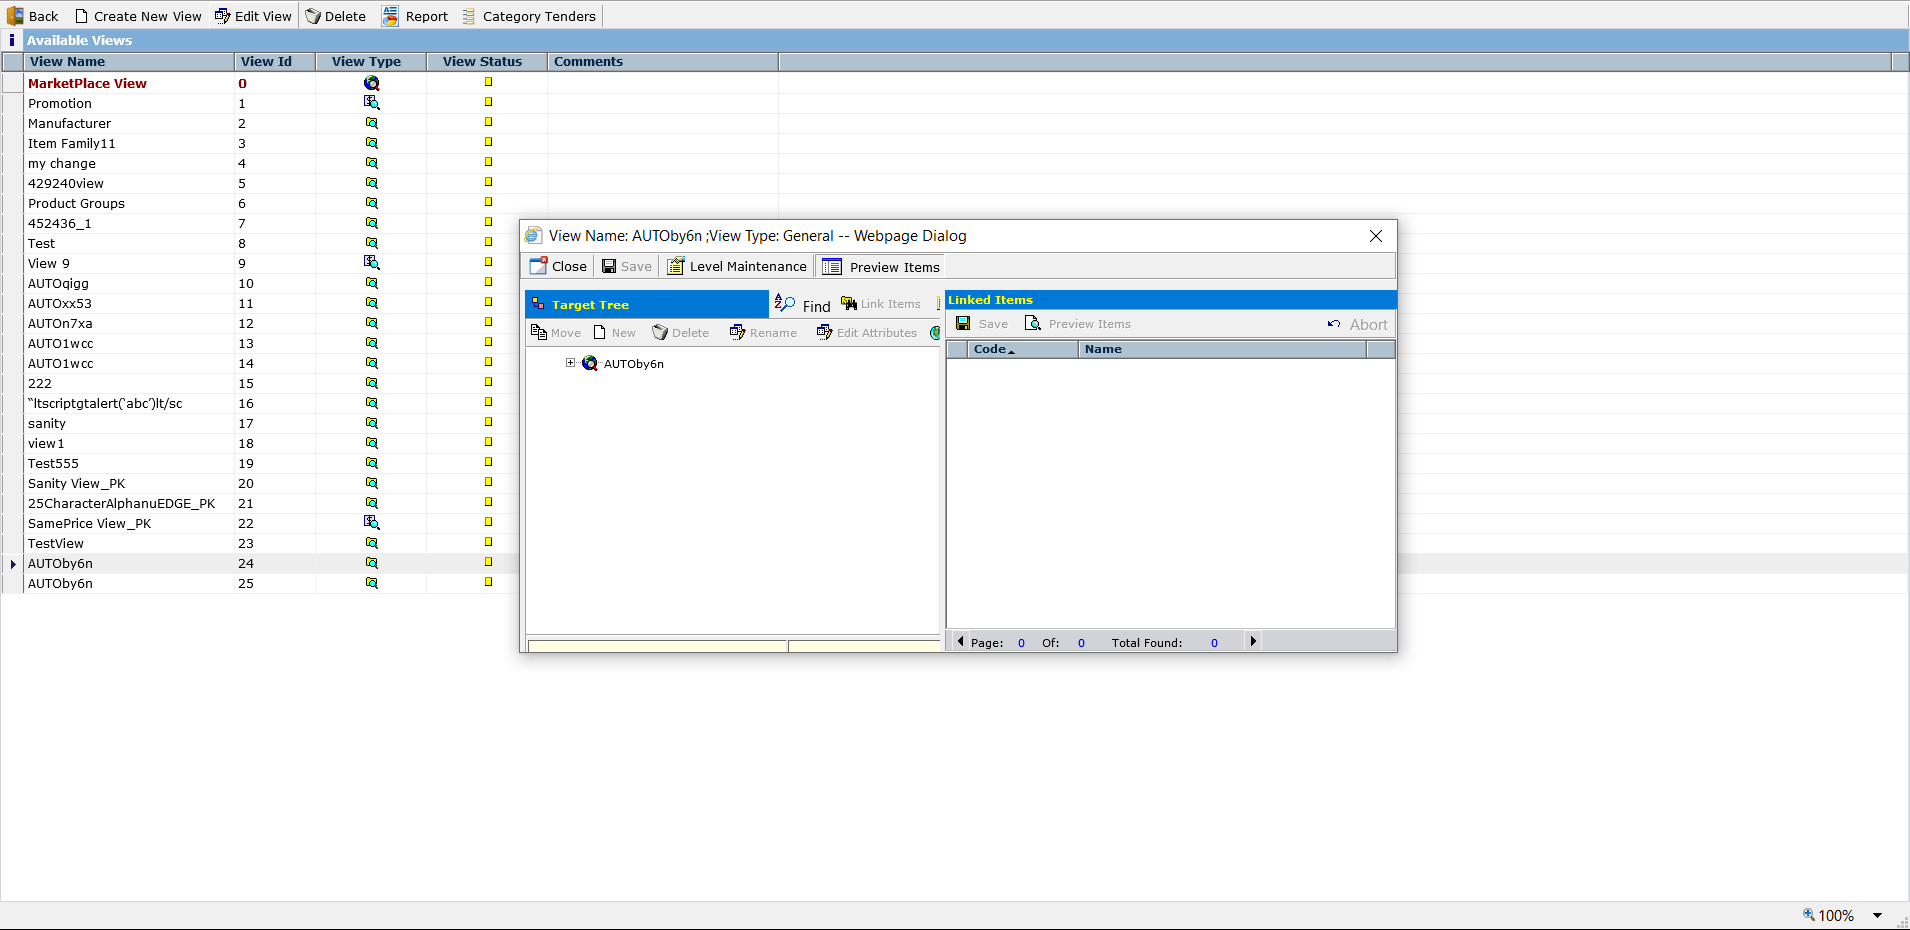 Back Create New View Edit View Delete Report Category Tenders
i Available Views
View Name View Id View Type View Status Comments
MarketPlace View 0
Promotion 1
Manufacturer 2
Item Family11 3
my change 4
429240view 5
Product Groups 6
452436_1 7
Test 8
View 9 9
AUTOqigg 10
AUTOxx53 11
AUTOn7xa 12
AUTO1wcc 13
AUTO1wcc 14
222 15
“ltscriptgtalert(‘abc’)lt/sc 16
sanity 17
view1 18
Test555 19
Sanity View_PK 20
25CharacterAlphanuEDGE_PK 21
SamePrice View_PK 22
TestView 23
AUTOby6n 24
AUTOby6n 25
View Name: AUTOby6n ;View Type: General -- Webpage Dialog
Close Save Level Maintenance Preview Items
Target Tree Find Link Items
Move New Delete Rename Edit Attributes
AUTOby6n
Linked Items
Save Preview Items Abort
Code Name
Page: 0 Of: 0 Total Found: 0
100%